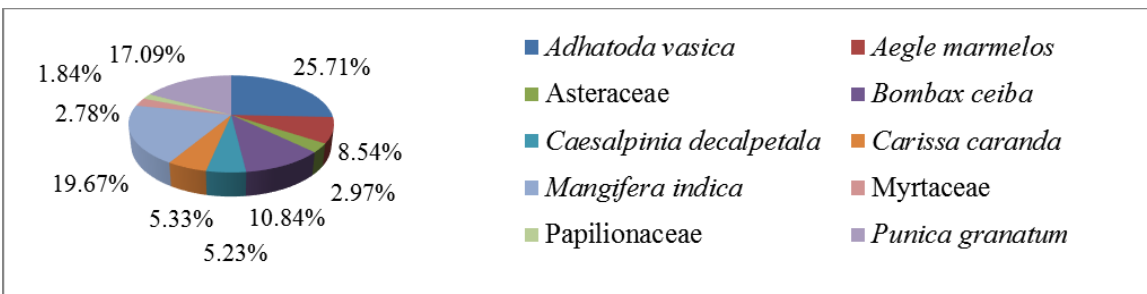 17.09%
25.71%
1.84%
2.78%
8.54%
19.67%
2.97%
5.33%
10.84%
5.23%
Adhatoda vasica
Aegle marmelos
Asteraceae
Bombax ceiba
Caesalpinia decalpetala
Carissa caranda
Mangifera indica
Myrtaceae
Papilionaceae
Punica granatum